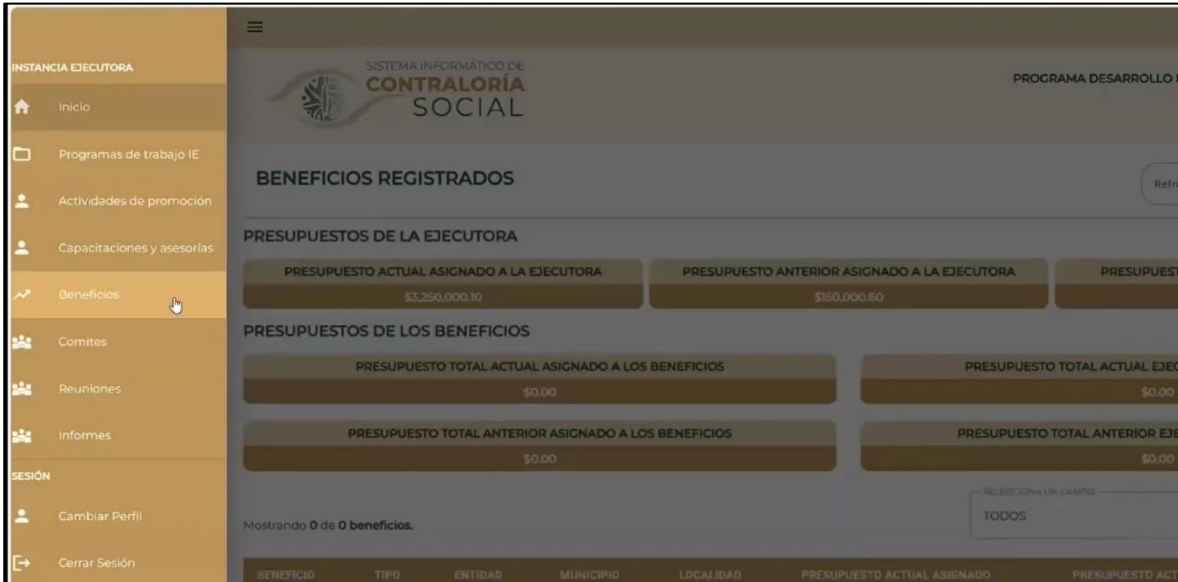 INSTANCIA EJECUTORA
Inicio
Programas de trabajo IE
Actividades de promoción
Capacitaciones y asesorías
Beneficios
Comites
Reuniones
Informes
SESIÓN
Cambiar Perfil
Cerrar Sesión
SISTEMA INFORMÁTICO DE
CONTRALORÍA
SOCIAL
PROGRAMA DESARROLLO
BENEFICIOS REGISTRADOS
Refr
PRESUPUESTOS DE LA EJECUTORA
PRESUPUESTO ACTUAL ASIGNADO A LA EJECUTORA
$3,250,000.10
PRESUPUESTO ANTERIOR ASIGNADO A LA EJECUTORA
$150,000.60
PRESUPUEST
PRESUPUESTOS DE LOS BENEFICIOS
PRESUPUESTO TOTAL ACTUAL ASIGNADO A LOS BENEFICIOS
$0.00
PRESUPUESTO TOTAL ACTUAL EJEC
$0.00
PRESUPUESTO TOTAL ANTERIOR ASIGNADO A LOS BENEFICIOS
$0.00
PRESUPUESTO TOTAL ANTERIOR EJE
$0.00
Mostrando 0 de 0 beneficios.
SELECCIONA UN CAMPO
TODOS
BENEFICIO TIPO ENTIDAD MUNICIPIO LOCALIDAD PRESUPUESTO ACTUAL ASIGNADO PRESUPUESTO ACT